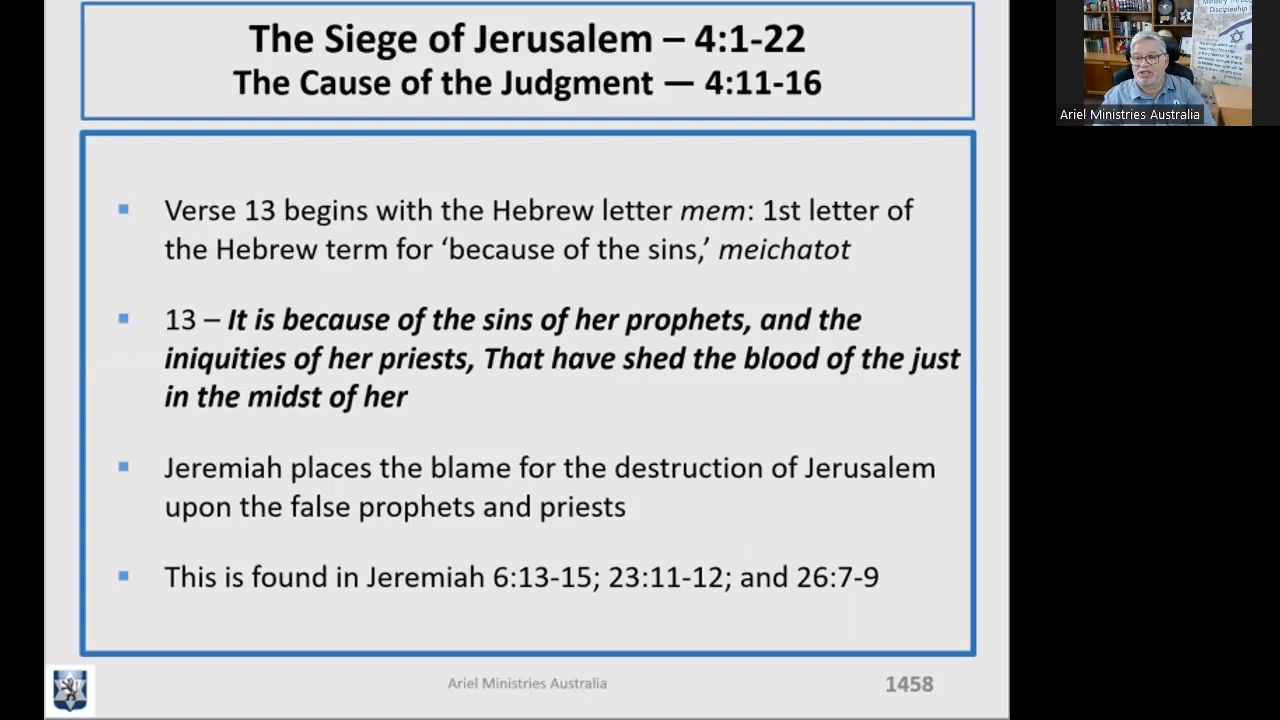 The Siege of Jerusalem – 4:1-22
The Cause of the Judgment — 4:11-16
Verse 13 begins with the Hebrew letter mem: 1st letter of
the Hebrew term for ‘because of the sins,’ meichatot
13 – It is because of the sins of her prophets, and the
iniquities of her priests, That have shed the blood of the just
in the midst of her
Jeremiah places the blame for the destruction of Jerusalem
upon the false prophets and priests
This is found in Jeremiah 6:13-15; 23:11-12; and 26:7-9
Ariel Ministries Australia
1458
Ministry Through
Discipleship
Ariel Ministries Australia